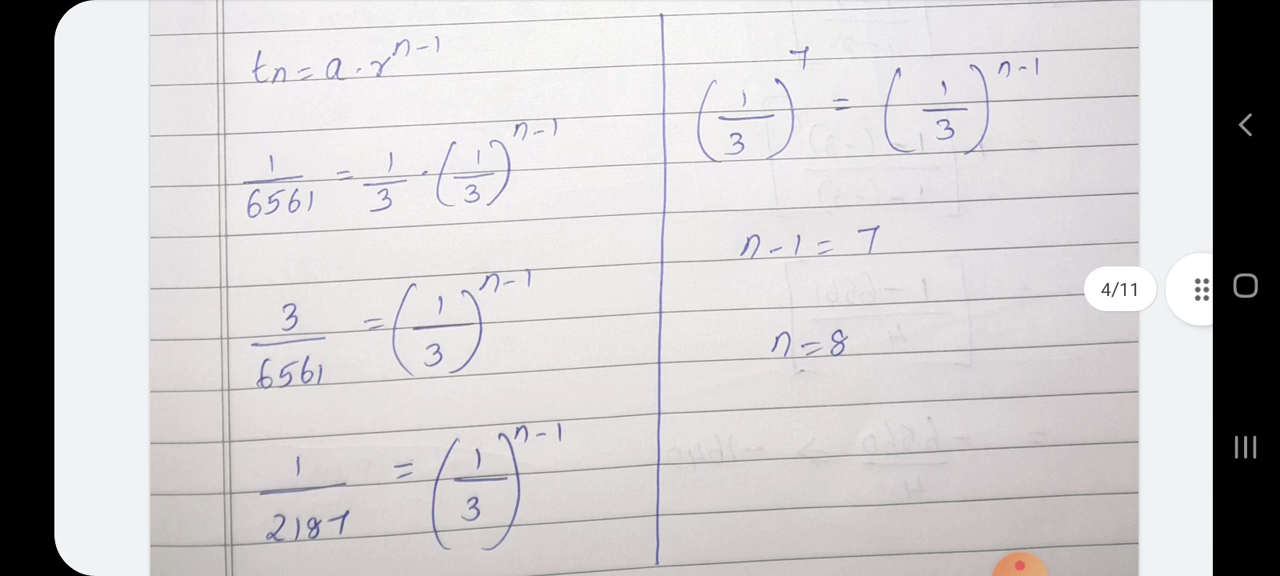 tn = a · r^(n-1)
1/6561 = 1/3 · (1/3)^(n-1)
3/6561 = (1/3)^(n-1)
1/2187 = (1/3)^(n-1)
(1/3)^7 = (1/3)^(n-1)
n-1 = 7
n = 8
4/11